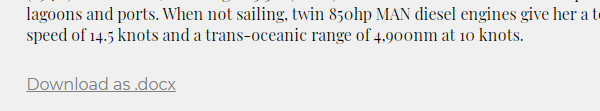 lagoons and ports. When not sailing, twin 850hp MAN diesel engines give her a
speed of 14.5 knots and a trans-oceanic range of 4,900nm at 10 knots.
Download as .docx